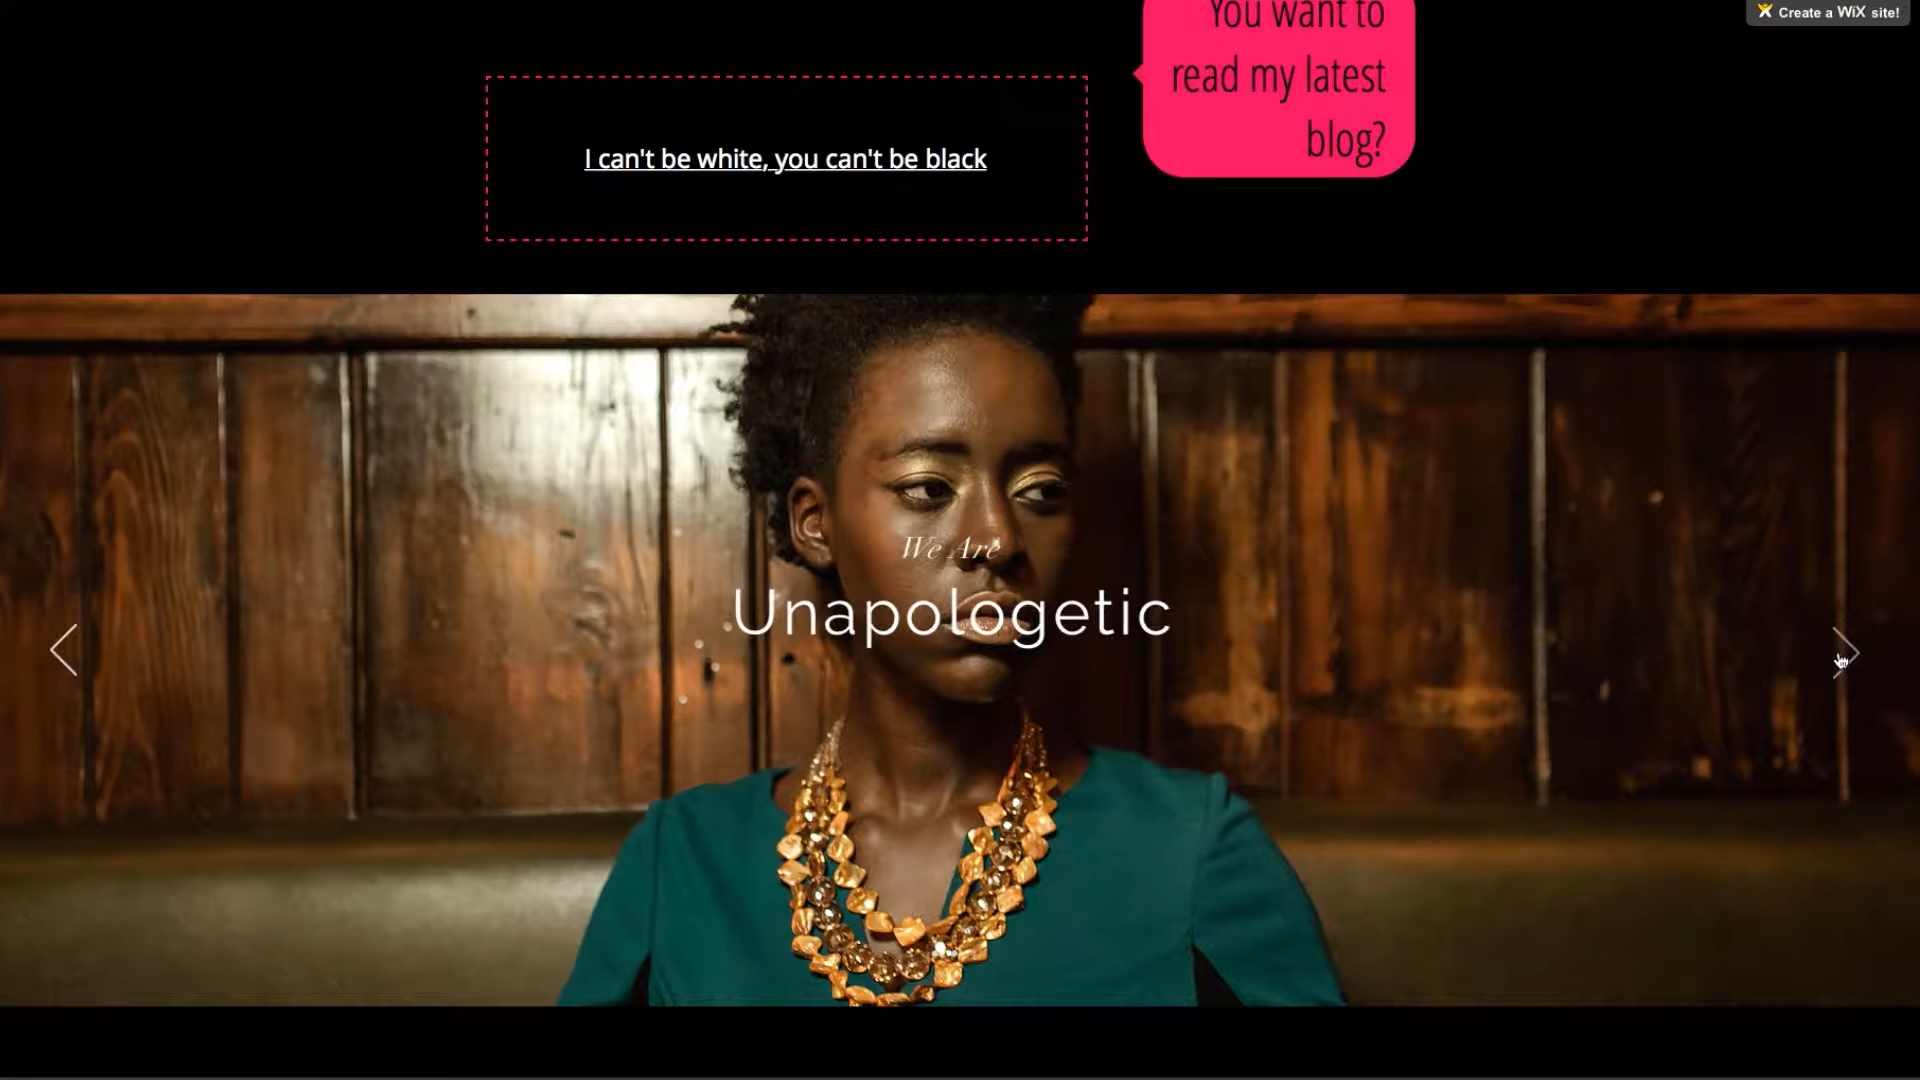 You want to
read my latest
blog?
Create a WiX site!
I can't be white, you can't be black
We Are
Unapologetic